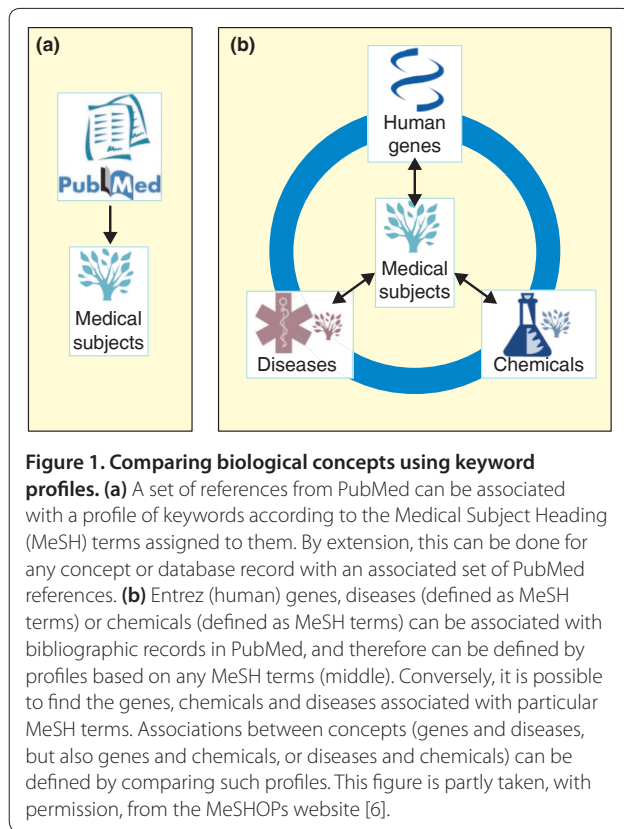 (a)
PubMed
Medical
subjects
(b)
Human
genes
Medical
subjects
Diseases
Chemicals
Figure 1. Comparing biological concepts using keyword
profiles. (a) A set of references from PubMed can be associated
with a profile of keywords according to the Medical Subject Heading
(MeSH) terms assigned to them. By extension, this can be done for
any concept or database record with an associated set of PubMed
references. (b) Entrez (human) genes, diseases (defined as MeSH
terms) or chemicals (defined as MeSH terms) can be associated with
bibliographic records in PubMed, and therefore can be defined by
profiles based on any MeSH terms (middle). Conversely, it is possible
to find the genes, chemicals and diseases associated with particular
MeSH terms. Associations between concepts (genes and diseases,
but also genes and chemicals, or diseases and chemicals) can be
defined by comparing such profiles. This figure is partly taken, with
permission, from the MeSHOPs website [6].